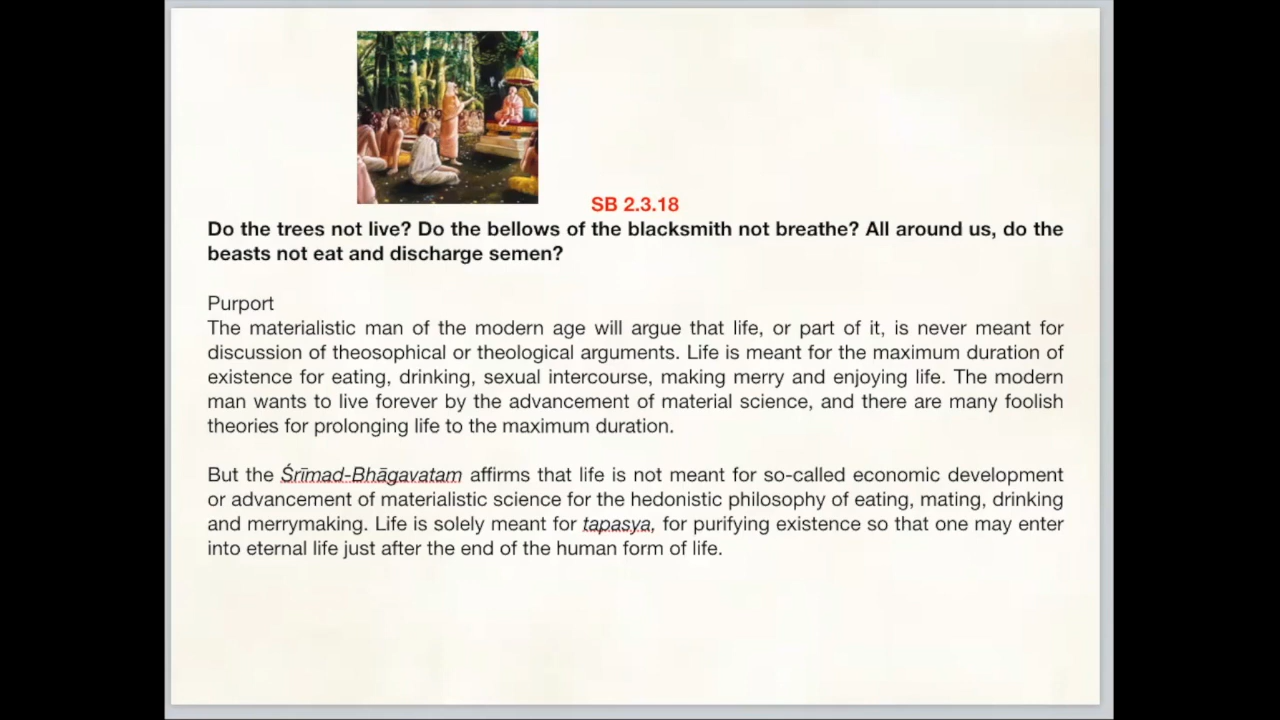 SB 2.3.18
Do the trees not live? Do the bellows of the blacksmith not breathe? All around us, do the
beasts not eat and discharge semen?
Purport
The materialistic man of the modern age will argue that life, or part of it, is never meant for
discussion of theosophical or theological arguments. Life is meant for the maximum duration of
existence for eating, drinking, sexual intercourse, making merry and enjoying life. The modern
man wants to live forever by the advancement of material science, and there are many foolish
theories for prolonging life to the maximum duration.
But the Śrīmad-Bhāgavatam affirms that life is not meant for so-called economic development
or advancement of materialistic science for the hedonistic philosophy of eating, mating, drinking
and merrymaking. Life is solely meant for tapasya, for purifying existence so that one may enter
into eternal life just after the end of the human form of life.